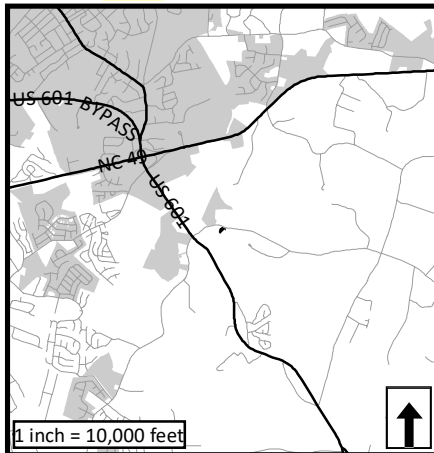 US 601 BYPASS
NC 49
US 601
1 inch = 10,000 feet